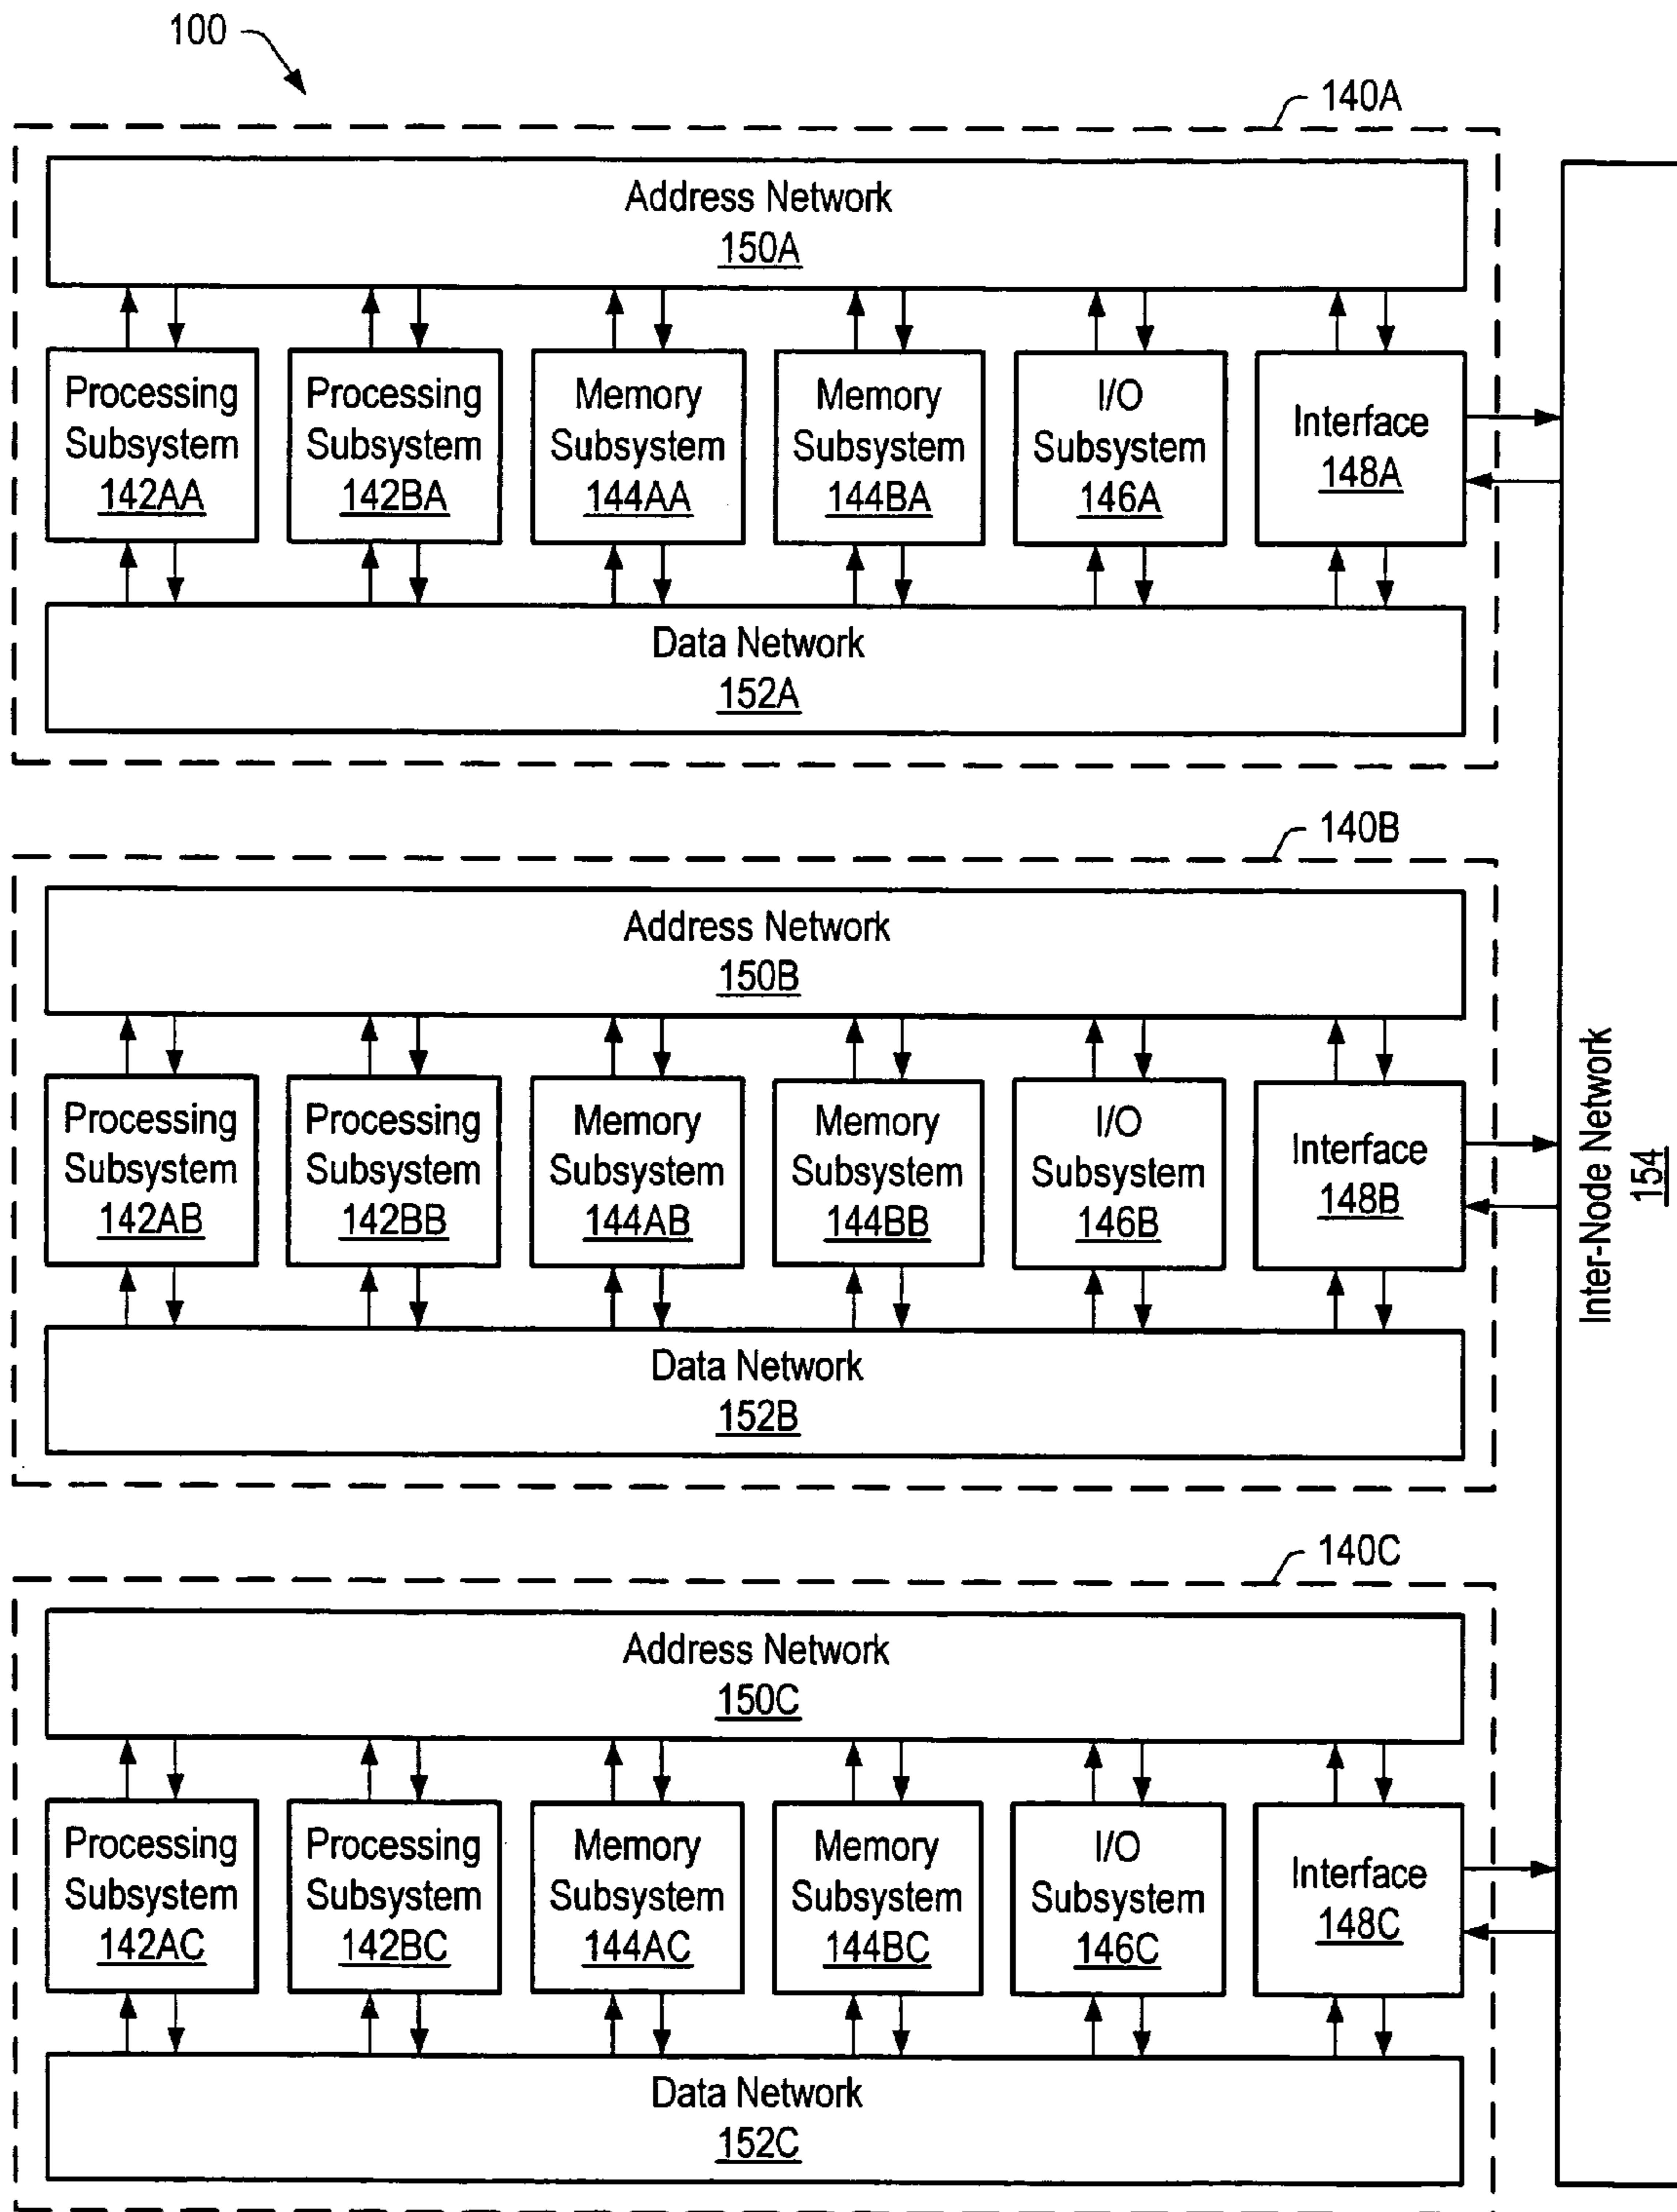 100
140A
Address Network
150A
Processing
Subsystem
142AA
Processing
Subsystem
142BA
Memory
Subsystem
144AA
Memory
Subsystem
144BA
I/O
Subsystem
146A
Interface
148A
Data Network
152A
140B
Address Network
150B
Processing
Subsystem
142AB
Processing
Subsystem
142BB
Memory
Subsystem
144AB
Memory
Subsystem
144BB
I/O
Subsystem
146B
Interface
148B
Data Network
152B
140C
Address Network
150C
Processing
Subsystem
142AC
Processing
Subsystem
142BC
Memory
Subsystem
144AC
Memory
Subsystem
144BC
I/O
Subsystem
146C
Interface
148C
Data Network
152C
Inter-Node Network
154